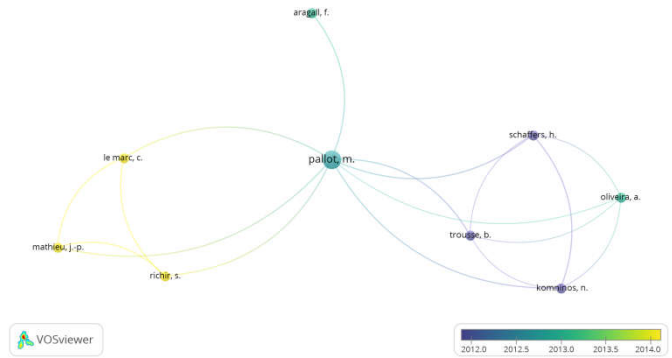 aragall, f.
schaffers, h.
le marc, c.
pallot, m.
oliveira, a.
trousse, b.
mathieu, j.-p.
richir, s.
komninos, n.
VOSviewer
2012.0 2012.5 2013.0 2013.5 2014.0